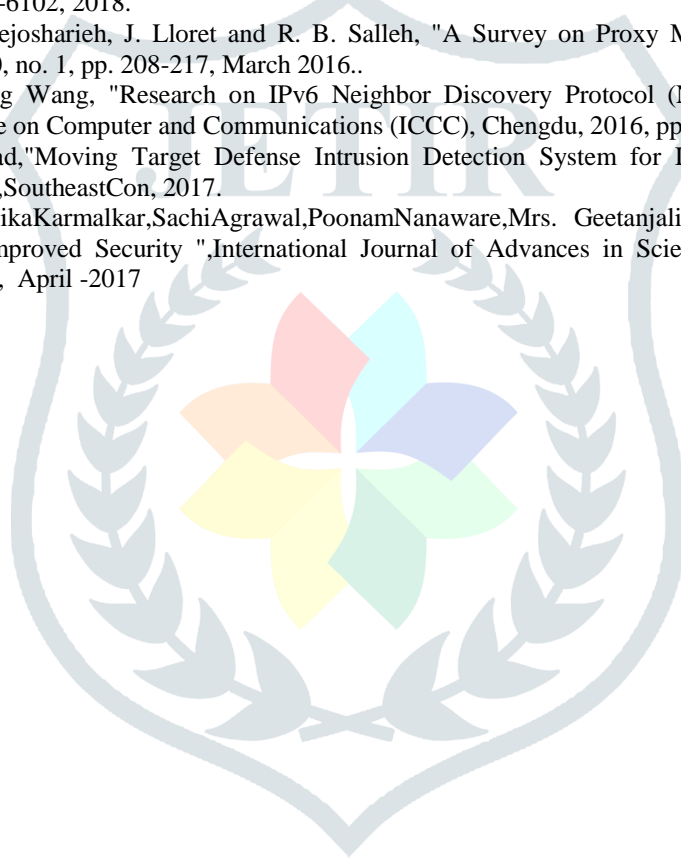 -6102, 2018.
ejosharieh, J. Lloret and R. B. Salleh, "A Survey on Proxy M
, no. 1, pp. 208-217, March 2016..
g Wang, "Research on IPv6 Neighbor Discovery Protocol (
e on Computer and Communications (ICCC), Chengdu, 2016, pp
ad,"Moving Target Defense Intrusion Detection System for
,SoutheastCon, 2017.
ikaKarmalkar,SachiAgrawal,PoonamNanaware,Mrs. Geetanjali
mproved Security ",International Journal of Advances in Scie
, April -2017
JETIR